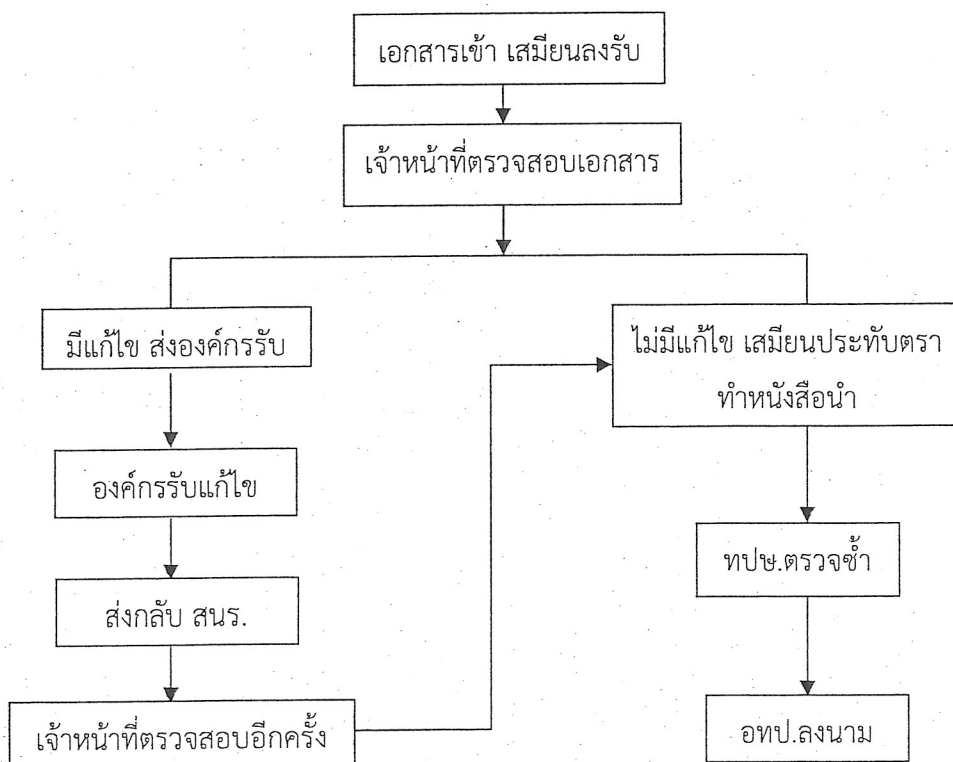 เอกสารเข้า เสมียนลงรับ
เจ้าหน้าที่ตรวจสอบเอกสาร
มีแก้ไข ส่งองค์กรรับ
องค์กรรับแก้ไข
ส่งกลับ สนร.
เจ้าหน้าที่ตรวจสอบอีกครั้ง
ไม่มีแก้ไข เสมียนประทับตรา
ทำหนังสือนำ
ทปษ.ตรวจซ้ำ
อทป.ลงนาม